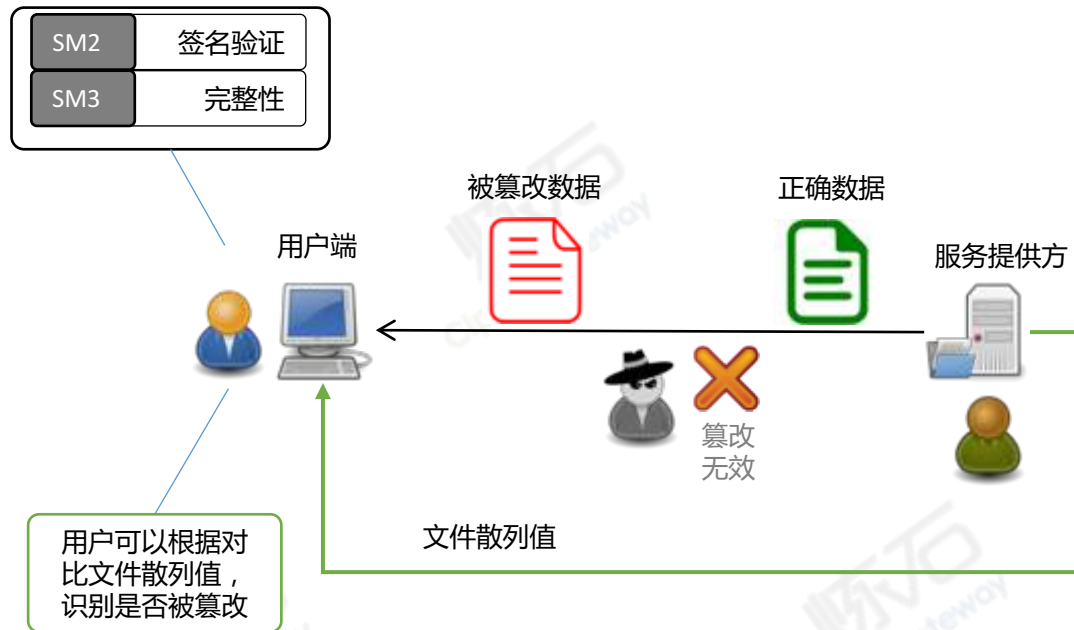 SM2 签名验证
SM3 完整性
被篡改数据
正确数据
用户端
服务提供方
篡改
无效
文件散列值
用户可以根据对
比文件散列值，
识别是否被篡改